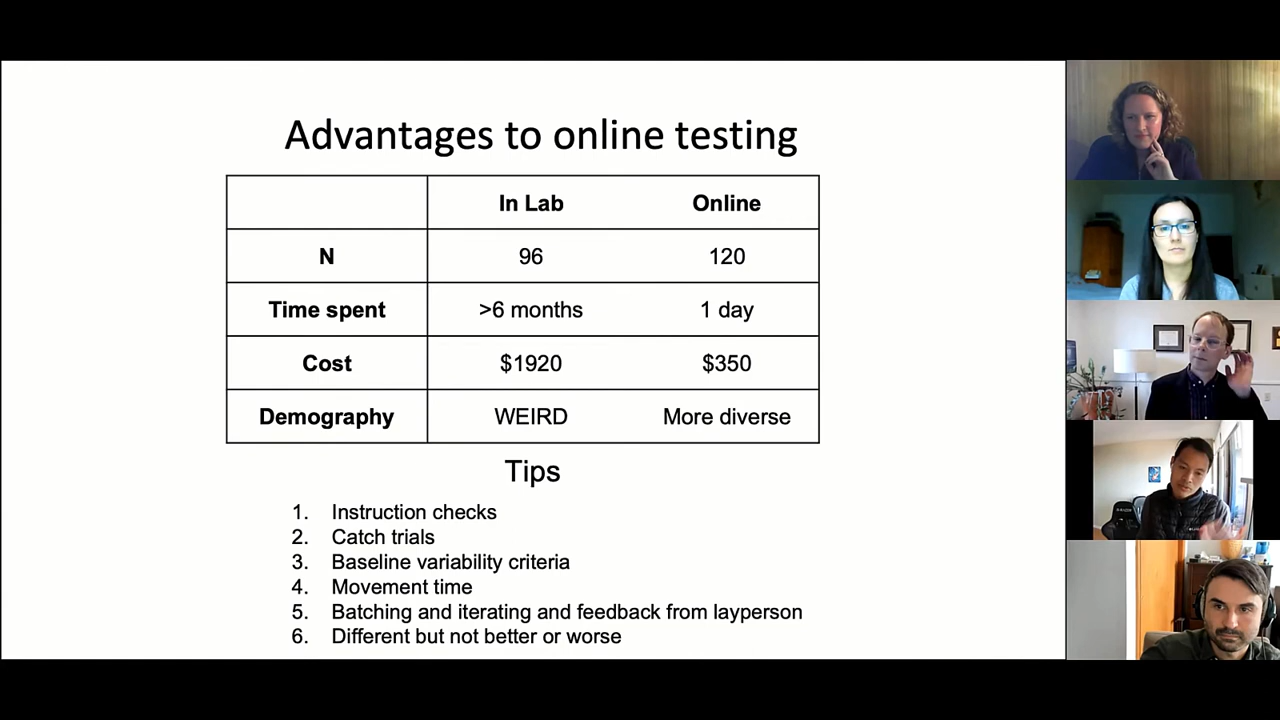 Advantages to online testing
In Lab Online
N 96 120
Time spent >6 months 1 day
Cost $1920 $350
Demography WEIRD More diverse
Tips
1. Instruction checks
2. Catch trials
3. Baseline variability criteria
4. Movement time
5. Batching and iterating and feedback from layperson
6. Different but not better or worse